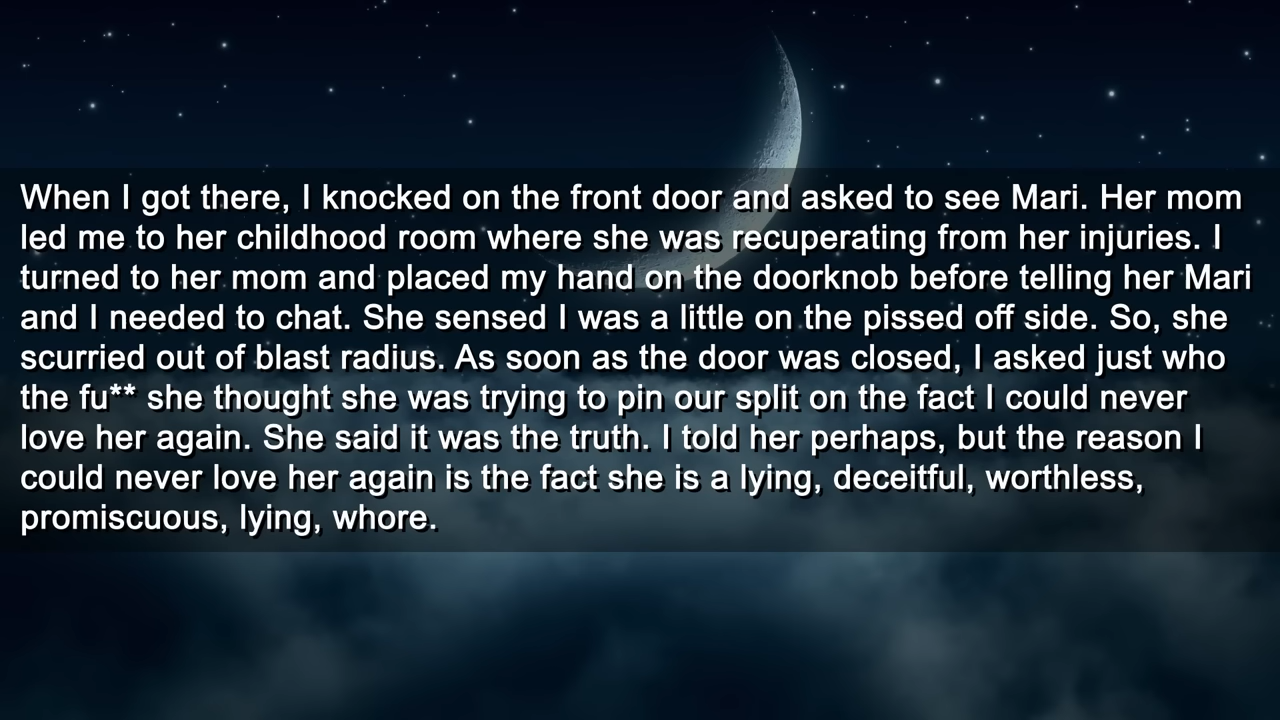 When I got there, I knocked on the front door and asked to see Mari. Her mom
led me to her childhood room where she was recuperating from her injuries. I
turned to her mom and placed my hand on the doorknob before telling her Mari
and I needed to chat. She sensed I was a little on the pissed off side. So, she
scurried out of blast radius. As soon as the door was closed, I asked just who
the fu** she thought she was trying to pin our split on the fact I could never
love her again. She said it was the truth. I told her perhaps, but the reason I
could never love her again is the fact she is a lying, deceitful, worthless,
promiscuous, lying, whore.